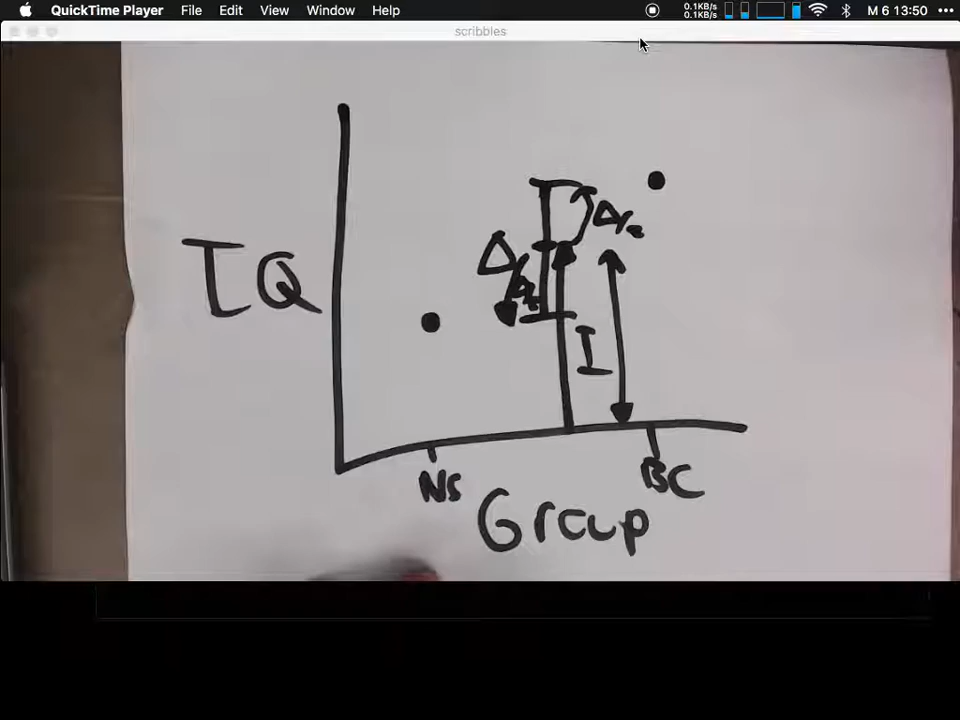 QuickTime Player File Edit View Window Help 0.1KB/s 0.1KB/s M 6 13:50
scribbles
IQ
I
NS
BC
Group